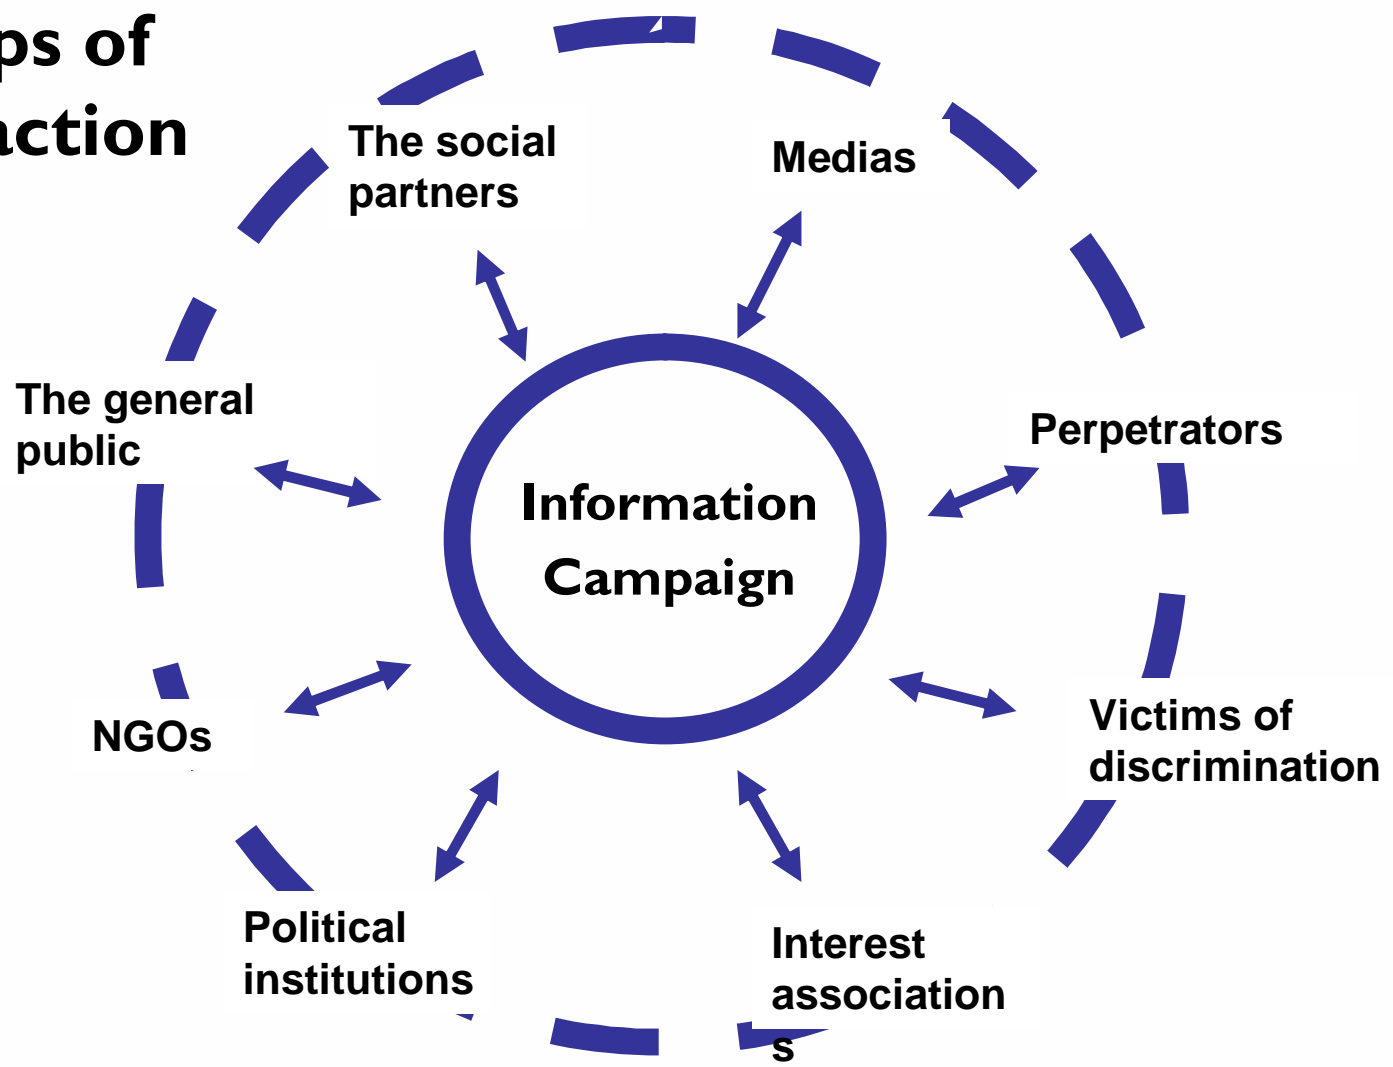 ps of
action
The social
partners
Medias
The general
public
Perpetrators
Information
Campaign
NGOs
Victims of
discrimination
Political
institutions
Interest
association
s